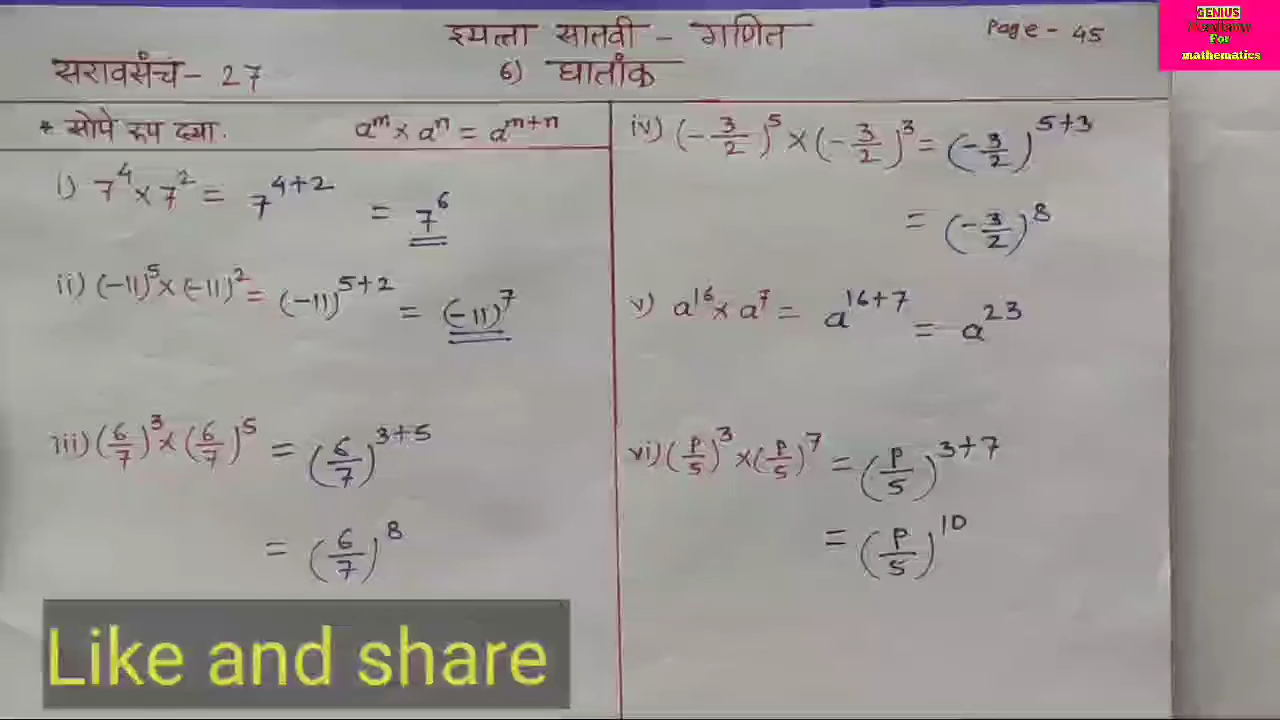 इयत्ता सातवी - गणित
Page - 45
सरावसंच - 27
6) घातांक
* सोपे रूप द्या. aᵐ × aⁿ = aᵐ⁺ⁿ
i) 7⁴ × 7² = 7⁴⁺² = 7⁶
ii) (-11)⁵ × (-11)² = (-11)⁵⁺² = (-11)⁷
iii) (6/7)³ × (6/7)⁵ = (6/7)³⁺⁵
= (6/7)⁸
iv) (-3/2)⁵ × (-3/2)³ = (-3/2)⁵⁺³
= (-3/2)⁸
v) a¹⁶ × a⁷ = a¹⁶⁺⁷ = a²³
vi) (P/5)³ × (P/5)⁷ = (P/5)³⁺⁷
= (P/5)¹⁰
GENIUS
For
mathematics
Like and share